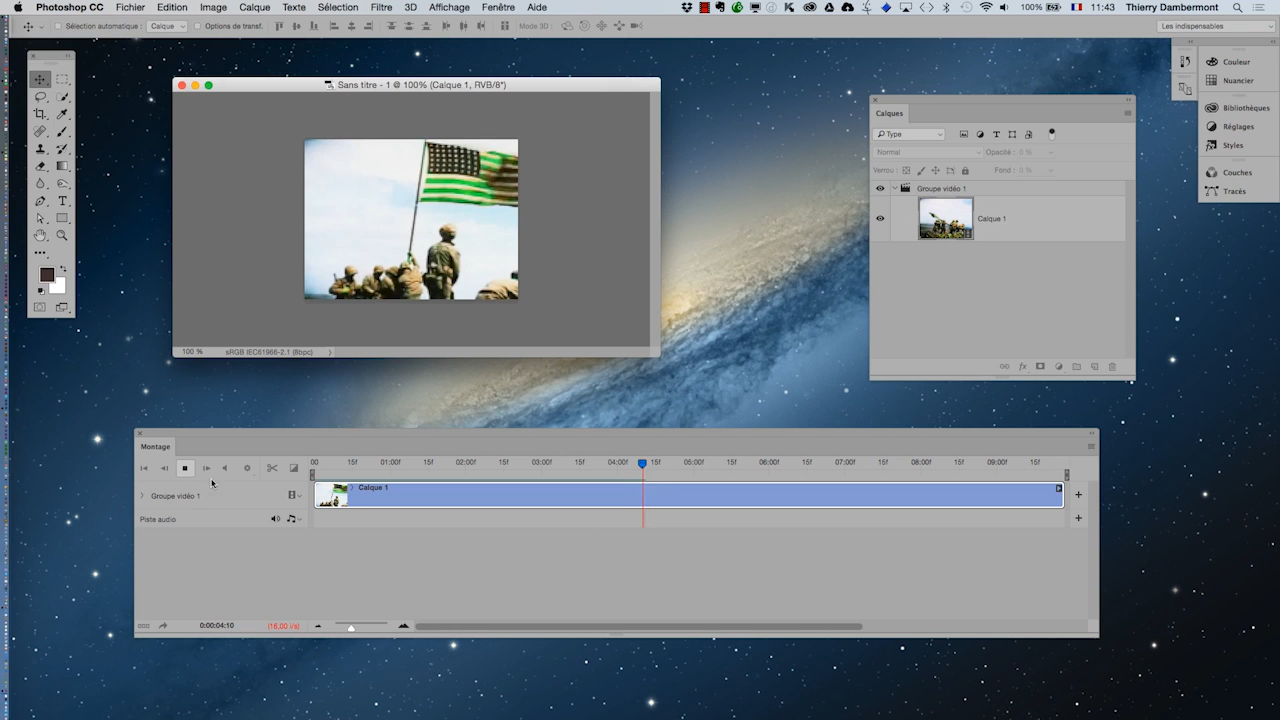 Photoshop CC Fichier Edition Image Calque Texte Sélection Filtre 3D Affichage Fenêtre Aide 100% 11:43 Thierry Dambermont
Sélection automatique : Calque Options de transf. Mode 3D : Les indispensables
Sans titre - 1 @ 100% (Calque 1, RVB/8*)
100 % sRGB IEC61966-2.1 (8bpc)
Calques
Type
Normal Opacité : 0 %
Verrou : Fond : 0 %
Groupe vidéo 1
Calque 1
Couleur
Nuancier
Bibliothèques
Réglages
Styles
Couches
Tracés
Montage
00 15f 01:00f 15f 02:00f 15f 03:00f 15f 04:00f 15f 05:00f 15f 06:00f 15f 07:00f 15f 08:00f 15f 09:00f 15f
Groupe vidéo 1 Calque 1
Piste audio
0:00:04:10 (16,00 i/s)